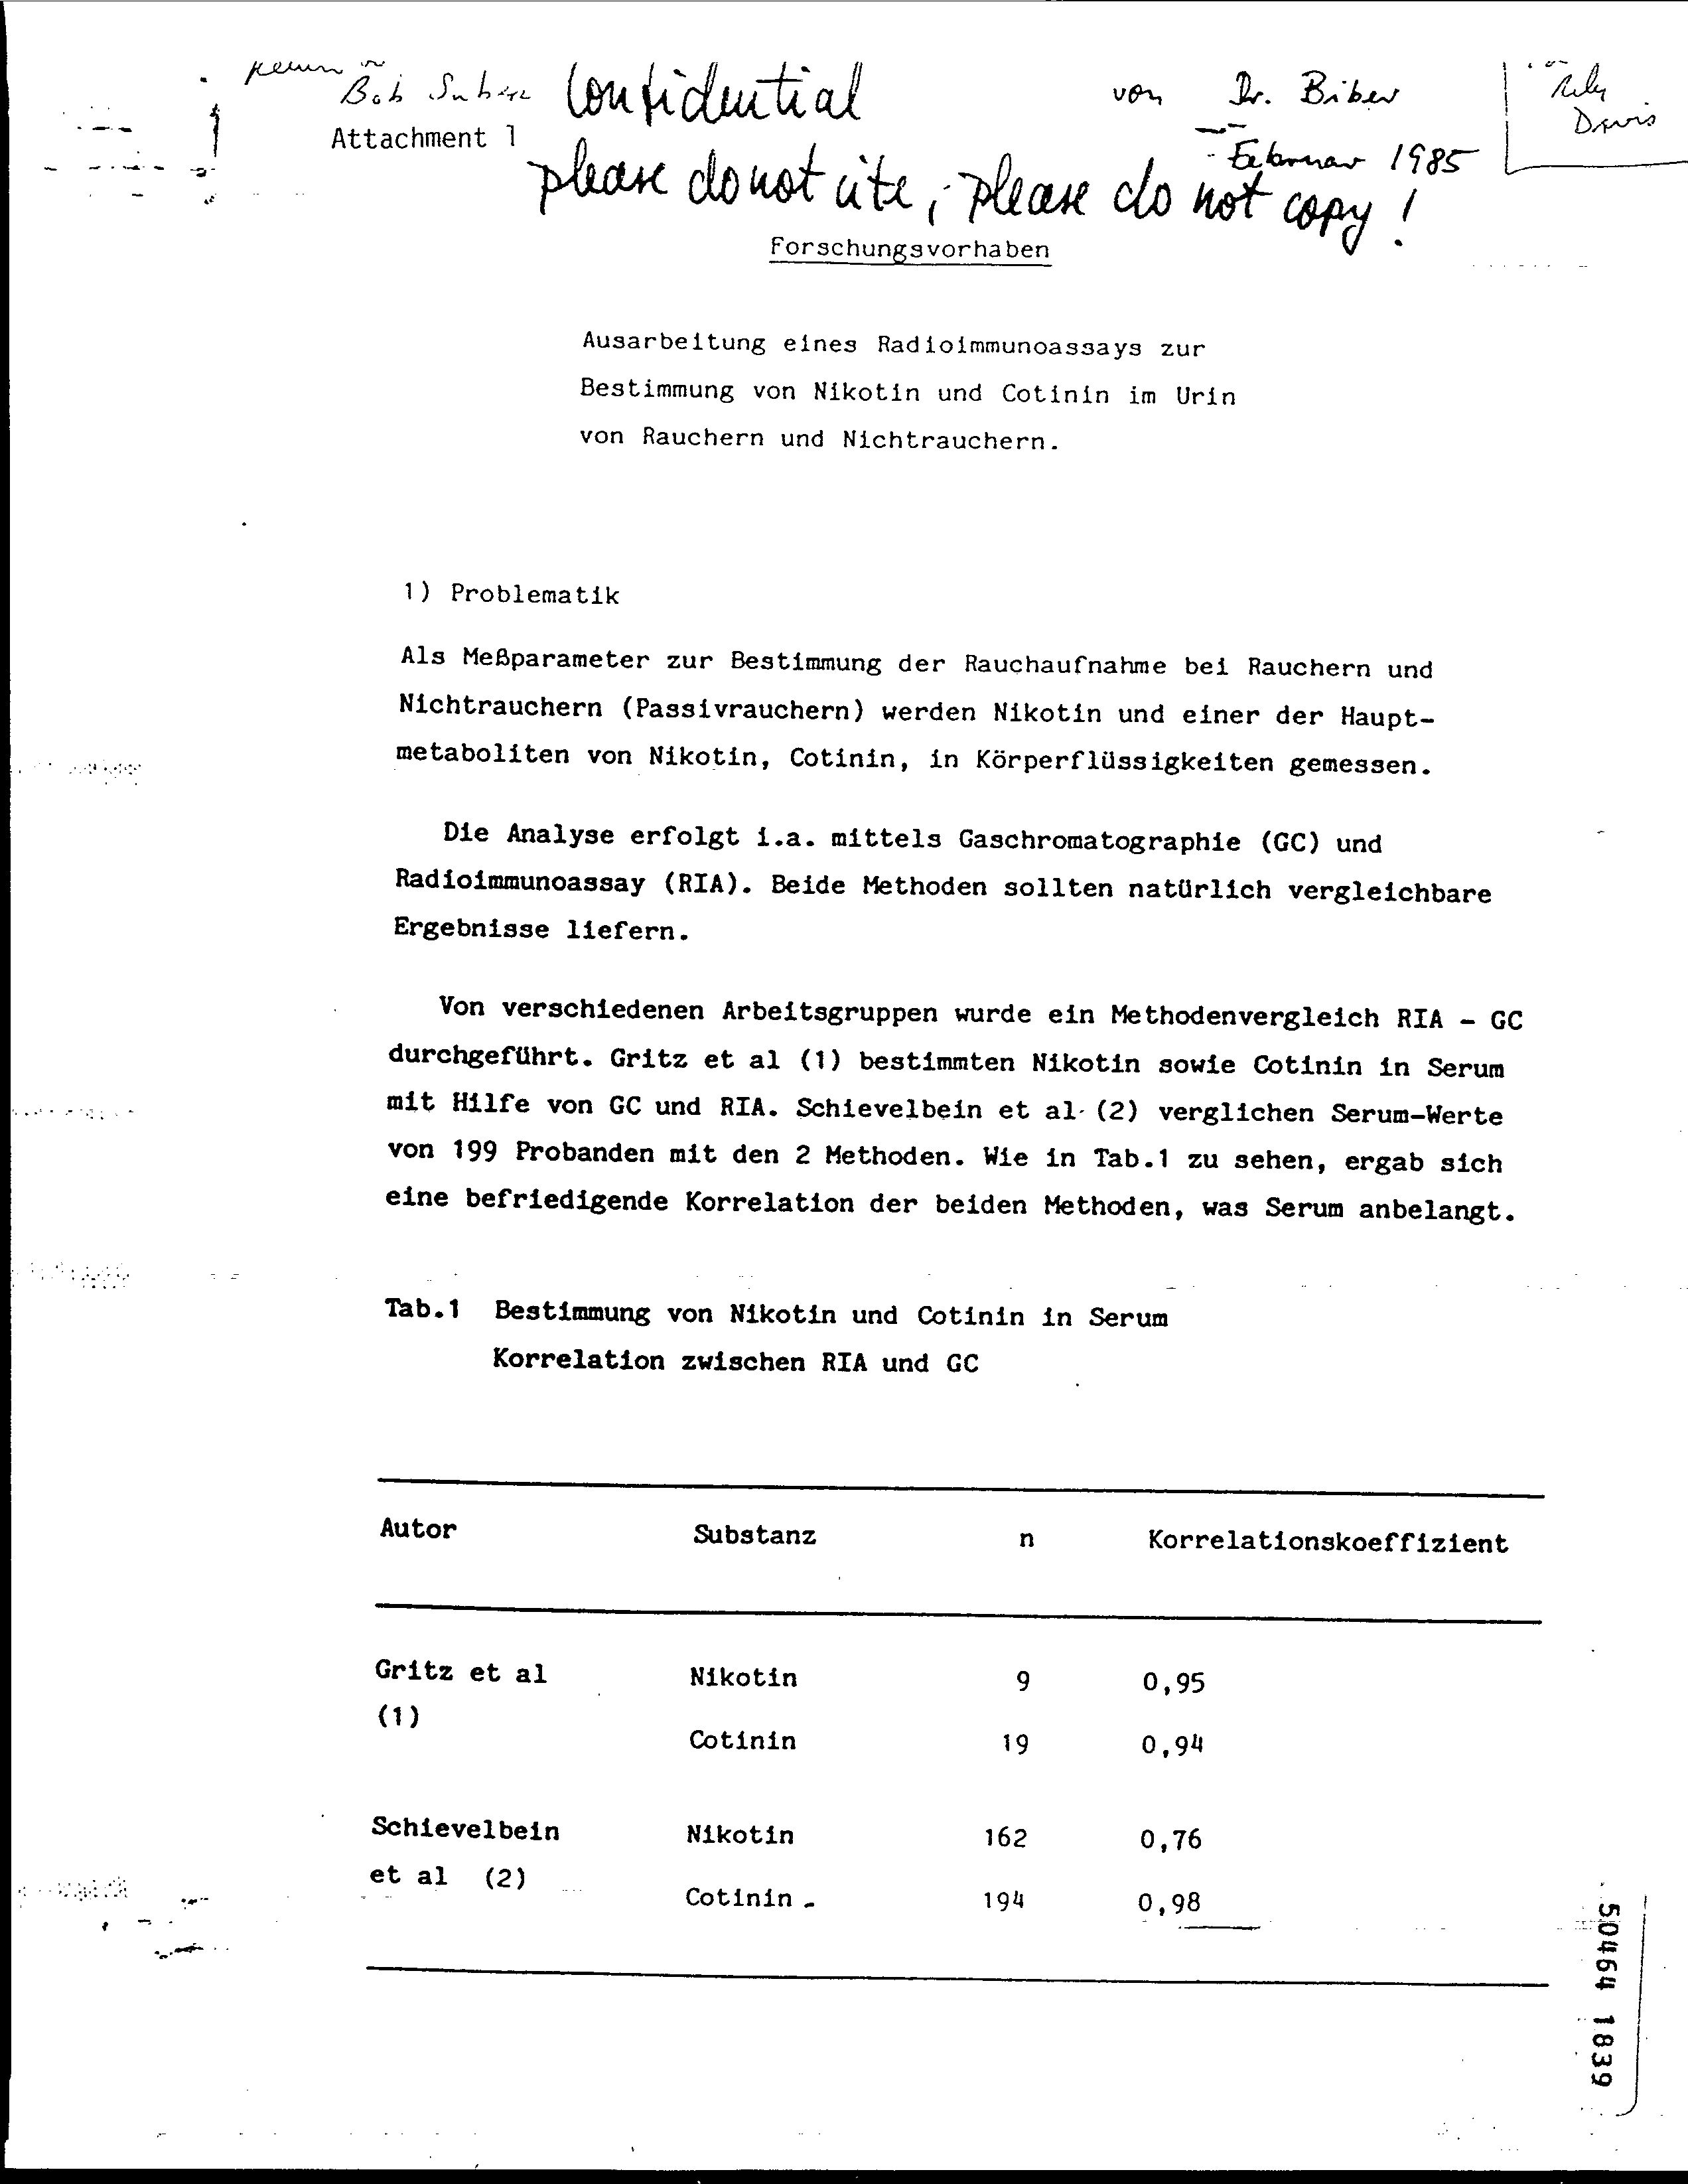 Bob Confidential von Dr. Biber
Davis
Attachment 1
Februar 1985
please do not cite, please do not copy!
Forschungsvorhaben
Ausarbeitung eines Radioimmunoassays zur
Bestimmung von Nikotin und Cotinin im Urin
von Rauchern und Nichtrauchern.
1) Problematik
Als Meßparameter zur Bestimmung der Rauchaufnahme bei Rauchern und
Nichtrauchern (Passivrauchern) werden Nikotin und einer der Haupt-
metaboliten von Nikotin, Cotinin, in Körperflüssigkeiten gemessen.
Die Analyse erfolgt i.a. mittels Gaschromatographie (GC) und
Radioimmunoassay (RIA). Beide Methoden sollten natürlich vergleichbare
Ergebnisse liefern.
Von verschiedenen Arbeitsgruppen wurde ein Methodenvergleich RIA - GC
durchgeführt. Gritz et al (1) bestimmten Nikotin sowie Cotinin in Serum
mit Hilfe von GC und RIA. Schievelbein et al (2) verglichen Serum-Werte
von 199 Probanden mit den 2 Methoden. Wie in Tab.1 zu sehen, ergab sich
eine befriedigende Korrelation der beiden Methoden, was Serum anbelangt.
Tab.1 Bestimmung von Nikotin und Cotinin in Serum
Korrelation zwischen RIA und GC
Autor Substanz n Korrelationskoeffizient
Gritz et al Nikotin 9 0,95
(1)
Cotinin 19 0,94
Schievelbein Nikotin 162 0,76
et al (2)
Cotinin 194 0,98
50464 1839